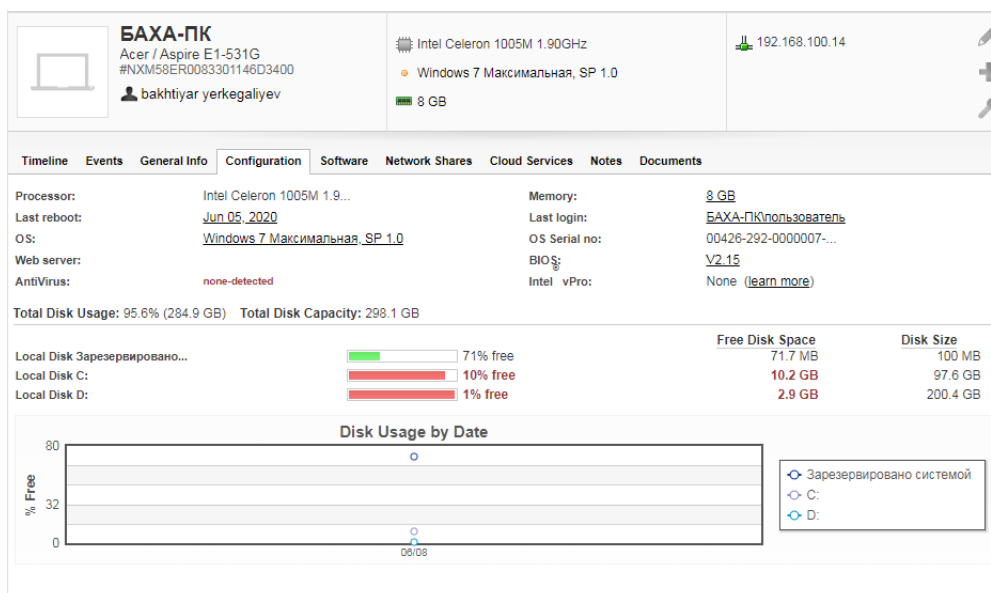 БАХА-ПК
Acer / Aspire E1-531G
#NXM58ER0083301146D3400
bakhtiyar yerkegaliyev
Intel Celeron 1005M 1.90GHz
Windows 7 Максимальная, SP 1.0
8 GB
192.168.100.14
Timeline Events General Info Configuration Software Network Shares Cloud Services Notes Documents
Processor: Intel Celeron 1005M 1.9... Memory: 8 GB
Last reboot: Jun 05, 2020 Last login: БАХА-ПК\пользователь
OS: Windows 7 Максимальная, SP 1.0 OS Serial no: 00426-292-0000007-...
Web server: BIOS: V2.15
AntiVirus: none-detected Intel vPro: None (learn more)
Total Disk Usage: 95.6% (284.9 GB) Total Disk Capacity: 298.1 GB
Free Disk Space Disk Size
Local Disk Зарезервировано... 71% free 71.7 MB 100 MB
Local Disk C: 10% free 10.2 GB 97.6 GB
Local Disk D: 1% free 2.9 GB 200.4 GB
Disk Usage by Date
80
32
0
% Free
06/08
Зарезервировано системой
C:
D: